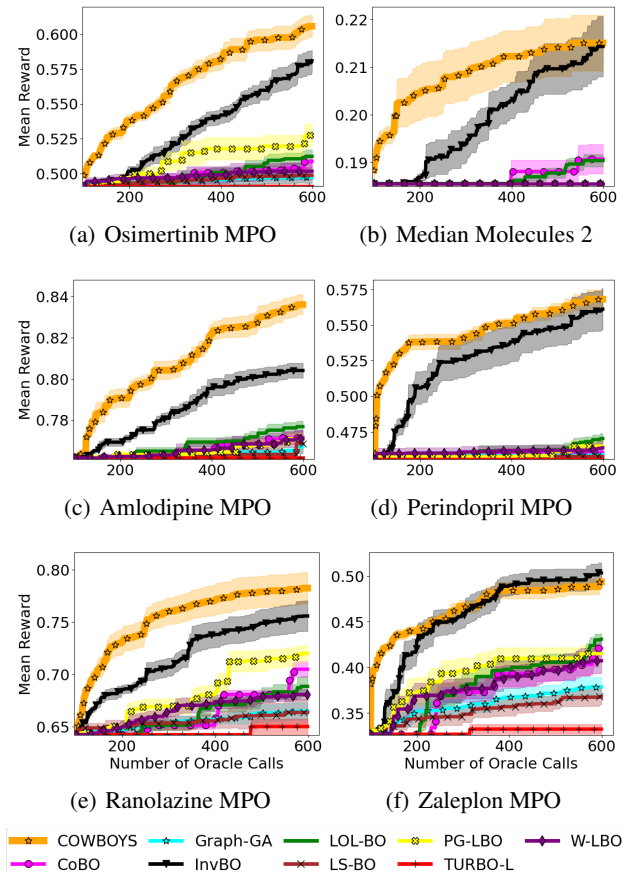 0.600
0.575
0.550
0.525
0.500
Mean Reward
200 400 600
(a) Osimertinib MPO
0.22
0.21
0.20
0.19
200 400 600
(b) Median Molecules 2
0.84
0.82
0.80
0.78
200 400 600
(c) Amlodipine MPO
0.575
0.550
0.525
0.500
0.475
200 400 600
(d) Perindopril MPO
0.80
0.75
0.70
0.65
Mean Reward
200 400 600
Number of Oracle Calls
(e) Ranolazine MPO
0.50
0.45
0.40
0.35
200 400 600
Number of Oracle Calls
(f) Zaleplon MPO
COWBOYS Graph-GA LOL-BO PG-LBO W-LBO
CoBO InvBO LS-BO TURBO-L